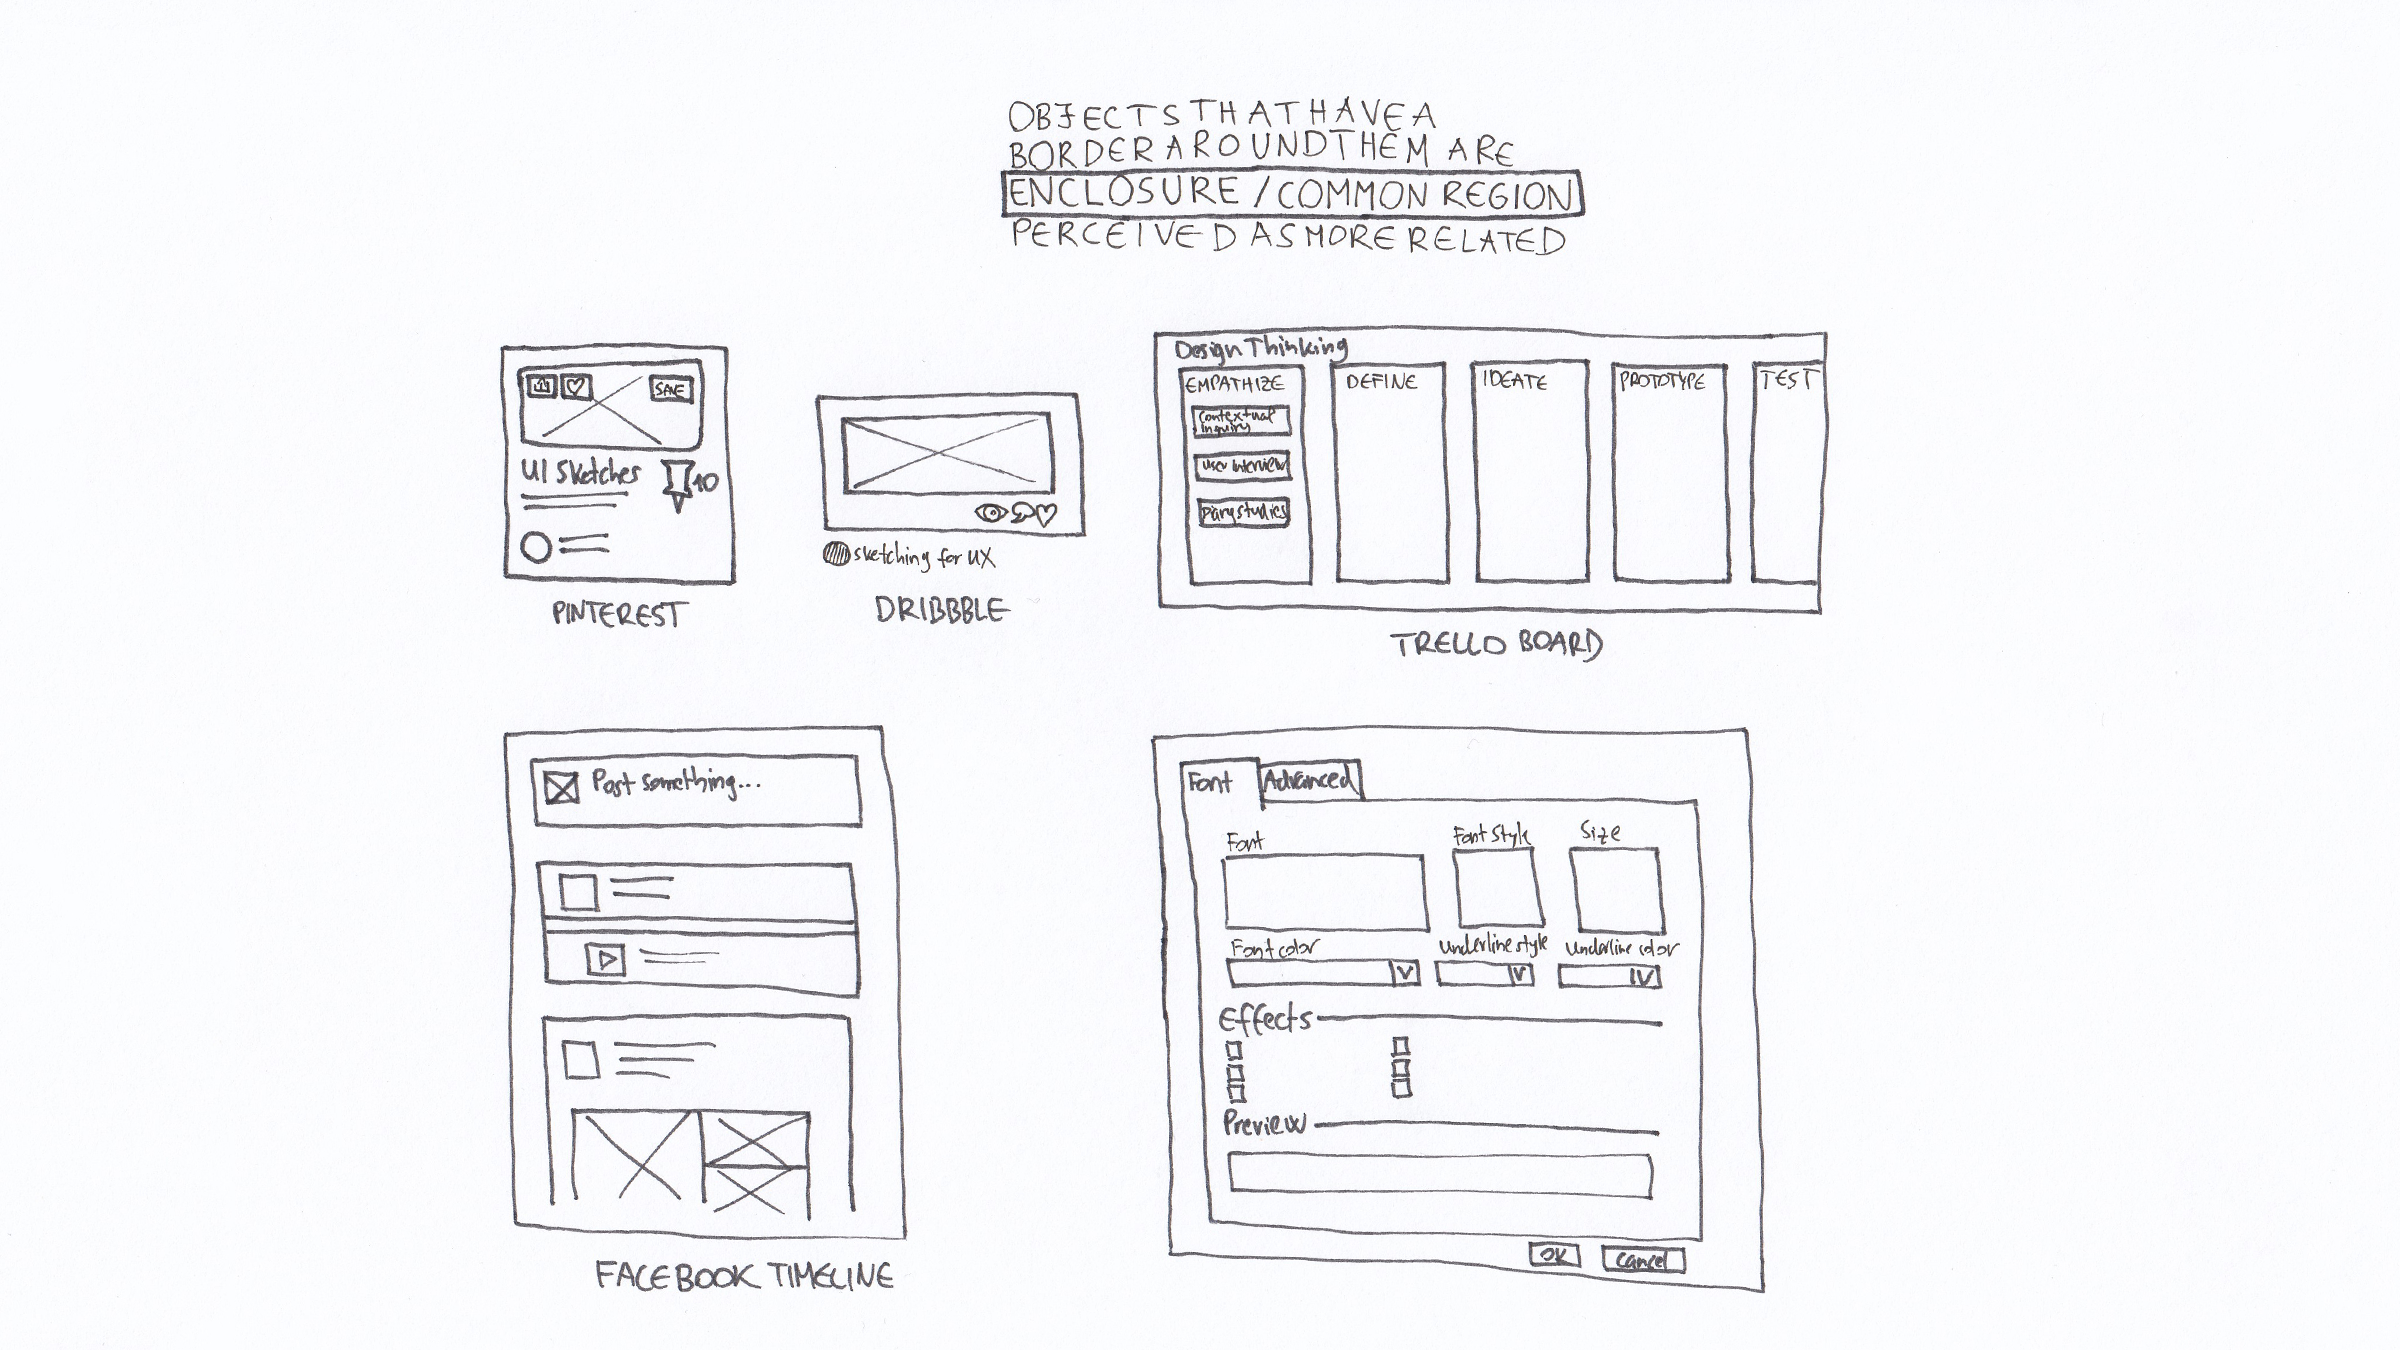 OBJECTS THAT HAVE A
BORDER AROUND THEM ARE
ENCLOSURE / COMMON REGION
PERCEIVED AS MORE RELATED
SAVE
UI Sketches
10
PINTEREST
sketching for UX
DRIBBBLE
Design Thinking
EMPATHIZE
DEFINE
IDEATE
PROTOTYPE
TEST
Contextual
inquiry
user interview
Diary studies
TRELLO BOARD
Post something...
FACEBOOK TIMELINE
Font
Advanced
Font
Font Style
Size
Font color
underline style
underline color
Effects
Preview
OK
Cancel